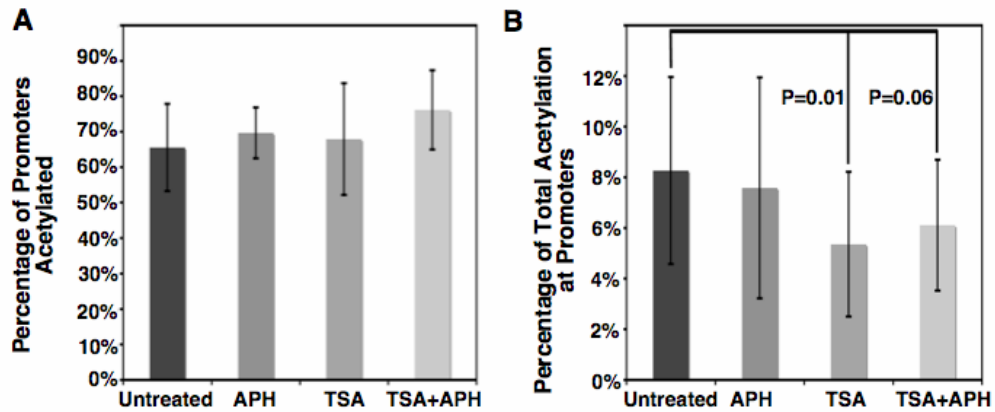 A
Percentage of Promoters
Acetylated
90%
80%
70%
60%
50%
40%
30%
20%
10%
0%
Untreated APH TSA TSA+APH
B
Percentage of Total Acetylation
at Promoters
12%
10%
8%
6%
4%
2%
0%
P=0.01 P=0.06
Untreated APH TSA TSA+APH